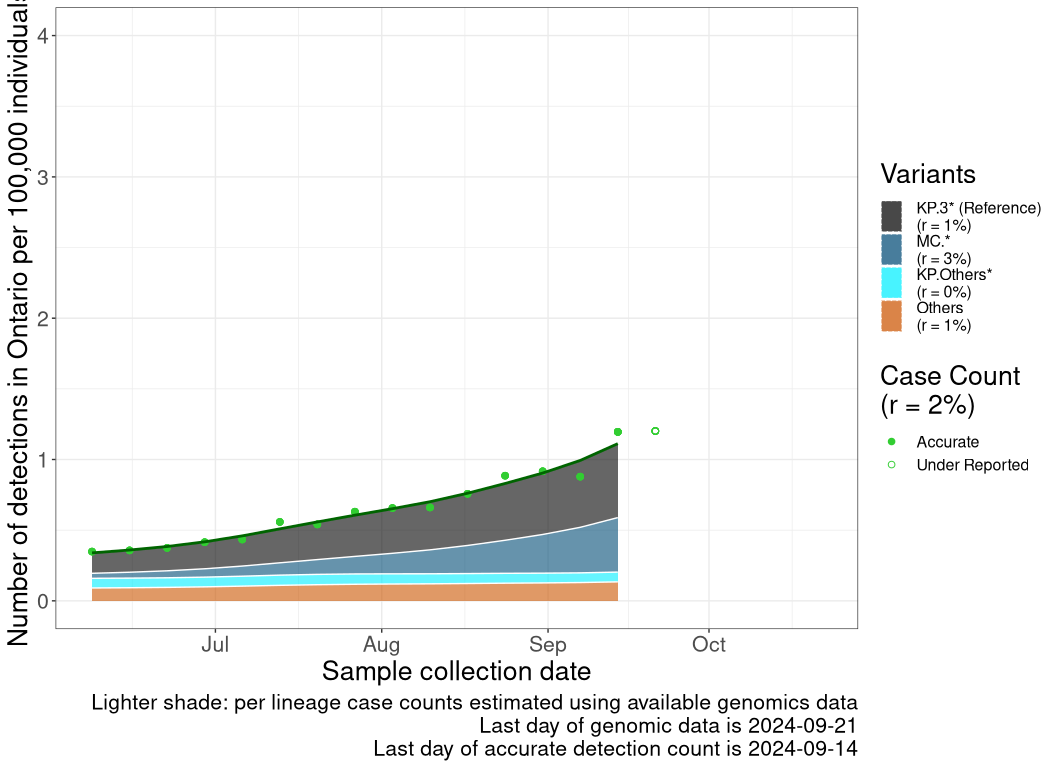 Number of detections in Ontario per 100,000 individuals
4
3
2
1
0
Jul
Aug
Sep
Oct
Sample collection date
Variants
KP.3* (Reference)
(r = 1%)
MC.*
(r = 3%)
KP.Others*
(r = 0%)
Others
(r = 1%)
Case Count
(r = 2%)
Accurate
Under Reported
Lighter shade: per lineage case counts estimated using available genomics data
Last day of genomic data is 2024-09-21
Last day of accurate detection count is 2024-09-14